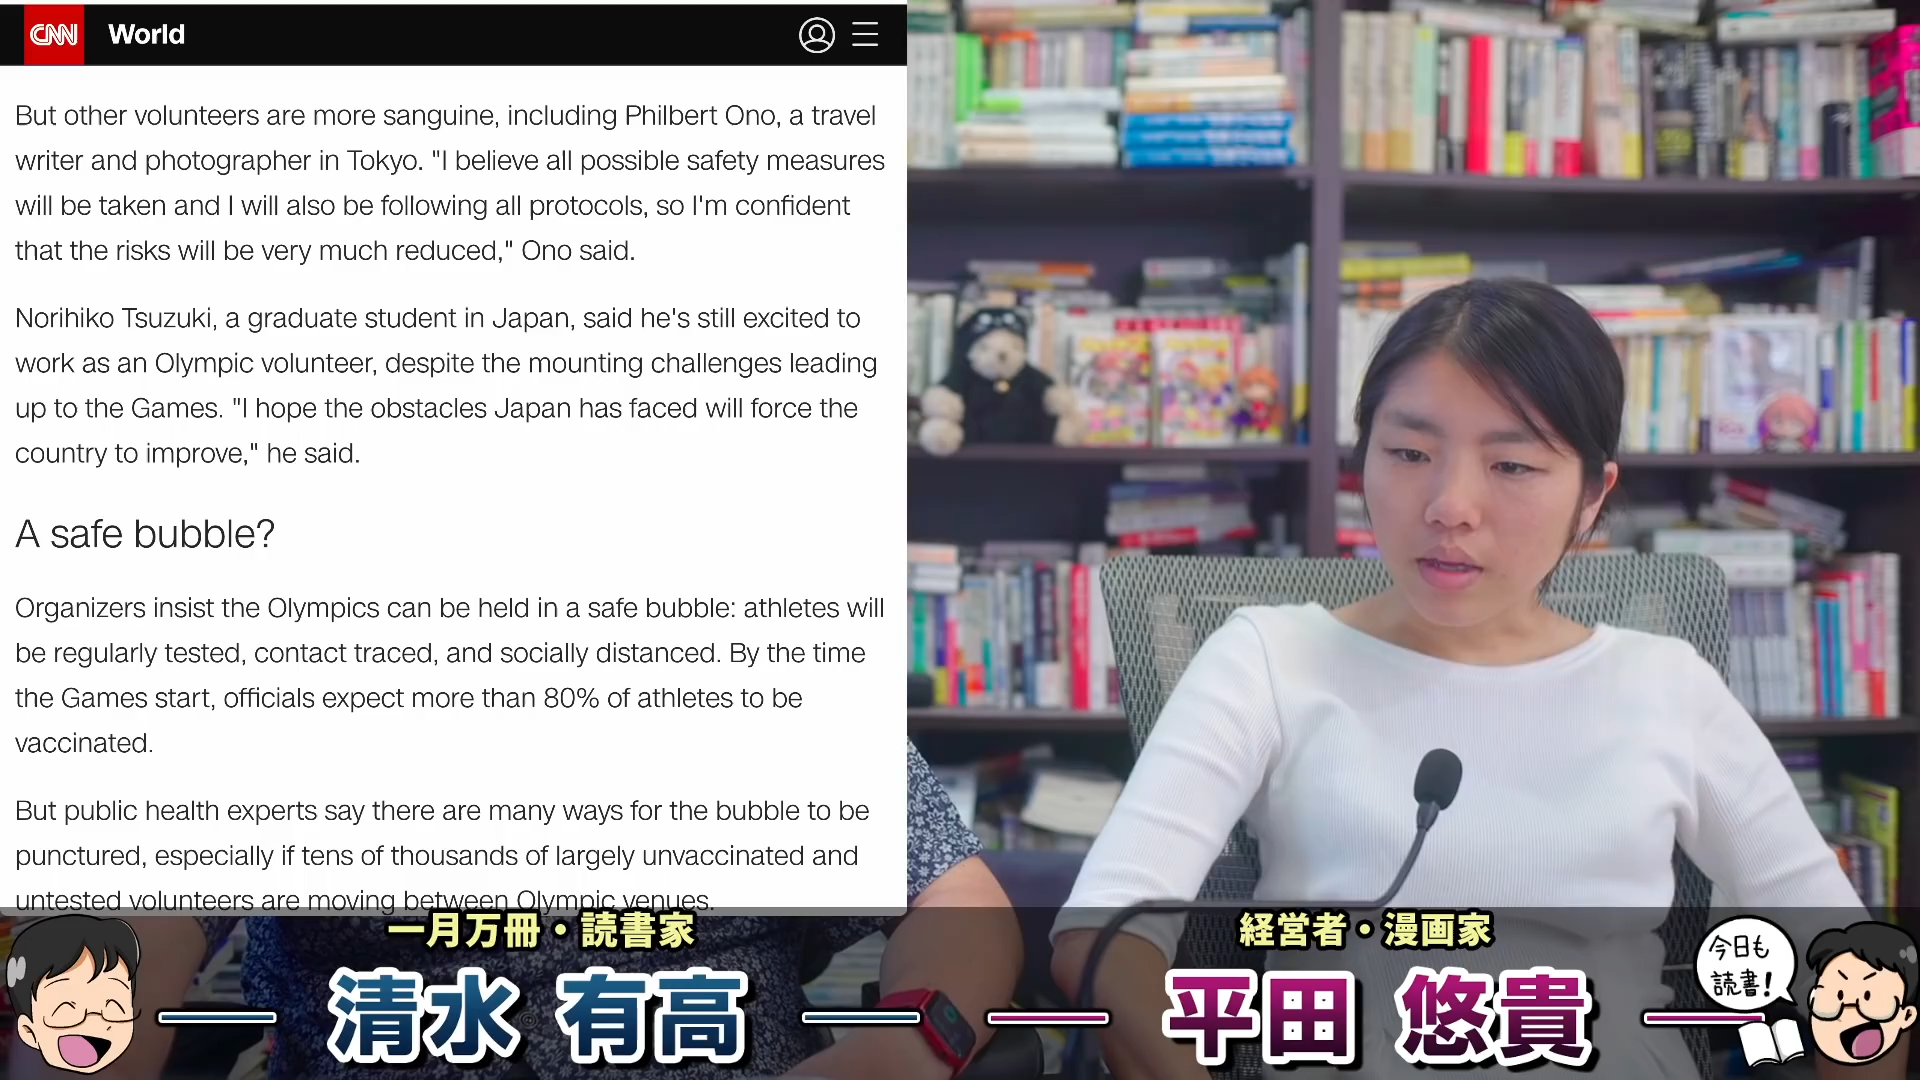 CNN World
But other volunteers are more sanguine, including Philbert Ono, a travel
writer and photographer in Tokyo. "I believe all possible safety measures
will be taken and I will also be following all protocols, so I'm confident
that the risks will be very much reduced," Ono said.
Norihiko Tsuzuki, a graduate student in Japan, said he's still excited to
work as an Olympic volunteer, despite the mounting challenges leading
up to the Games. "I hope the obstacles Japan has faced will force the
country to improve," he said.
A safe bubble?
Organizers insist the Olympics can be held in a safe bubble: athletes will
be regularly tested, contact traced, and socially distanced. By the time
the Games start, officials expect more than 80% of athletes to be
vaccinated.
But public health experts say there are many ways for the bubble to be
punctured, especially if tens of thousands of largely unvaccinated and
untested volunteers are moving between Olympic venues.
一月万冊・読書家
清水 有高
経営者・漫画家
平田 悠貴
今日も
読書!